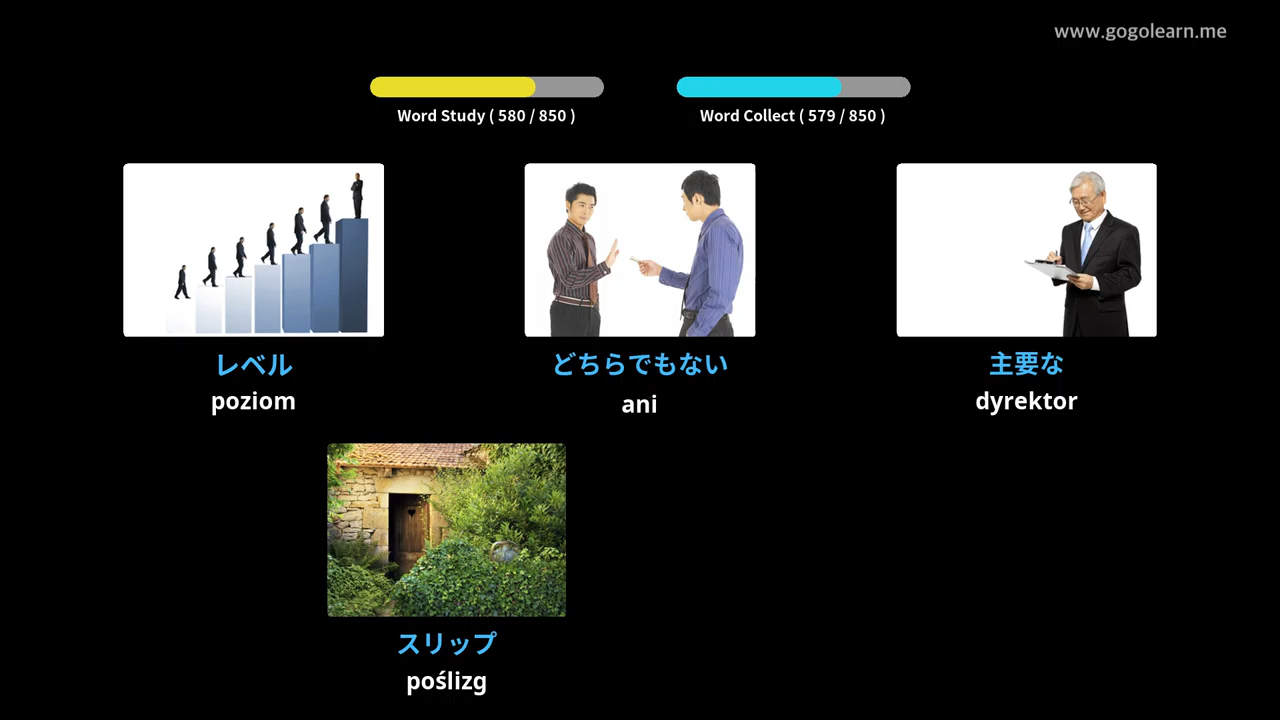 www.gogolearn.me
Word Study ( 580 / 850 )
Word Collect ( 579 / 850 )
レベル
poziom
どちらでもない
ani
主要な
dyrektor
スリップ
poślizg